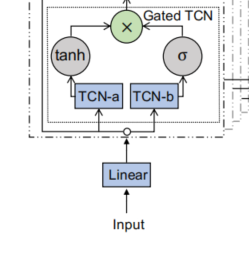 Gated TCN
×
tanh
σ
TCN-a TCN-b
Linear
Input